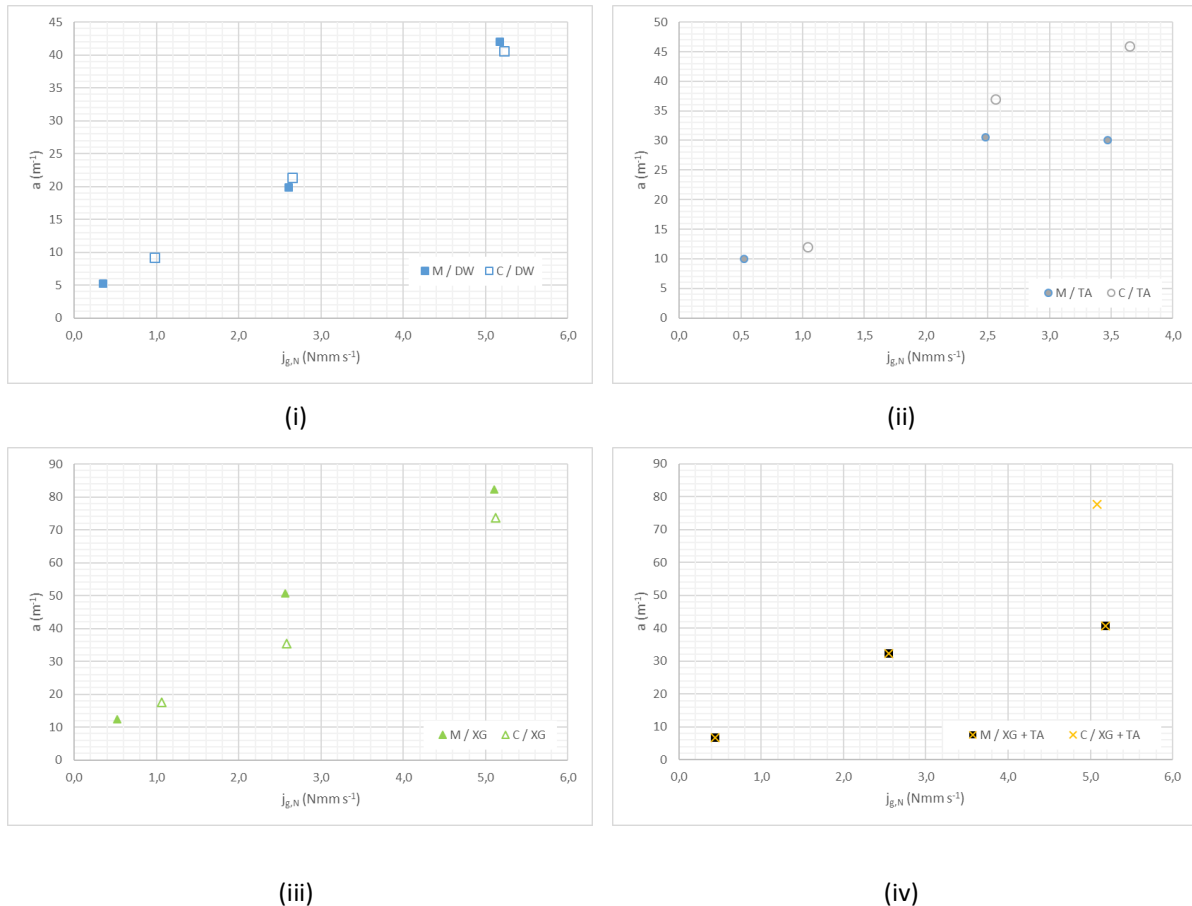 45
40
35
30
25
20
15
10
5
0
a (m⁻¹)
M / DW C / DW
0,0 1,0 2,0 3,0 4,0 5,0 6,0
j_g,N (Nmm s⁻¹)
(i)
50
45
40
35
30
25
20
15
10
5
0
a (m⁻¹)
M / TA C / TA
0,0 0,5 1,0 1,5 2,0 2,5 3,0 3,5 4,0
j_g,N (Nmm s⁻¹)
(ii)
90
80
70
60
50
40
30
20
10
0
a (m⁻¹)
M / XG C / XG
0,0 1,0 2,0 3,0 4,0 5,0 6,0
j_g,N (Nmm s⁻¹)
(iii)
90
80
70
60
50
40
30
20
10
0
a (m⁻¹)
M / XG + TA C / XG + TA
0,0 1,0 2,0 3,0 4,0 5,0 6,0
j_g,N (Nmm s⁻¹)
(iv)